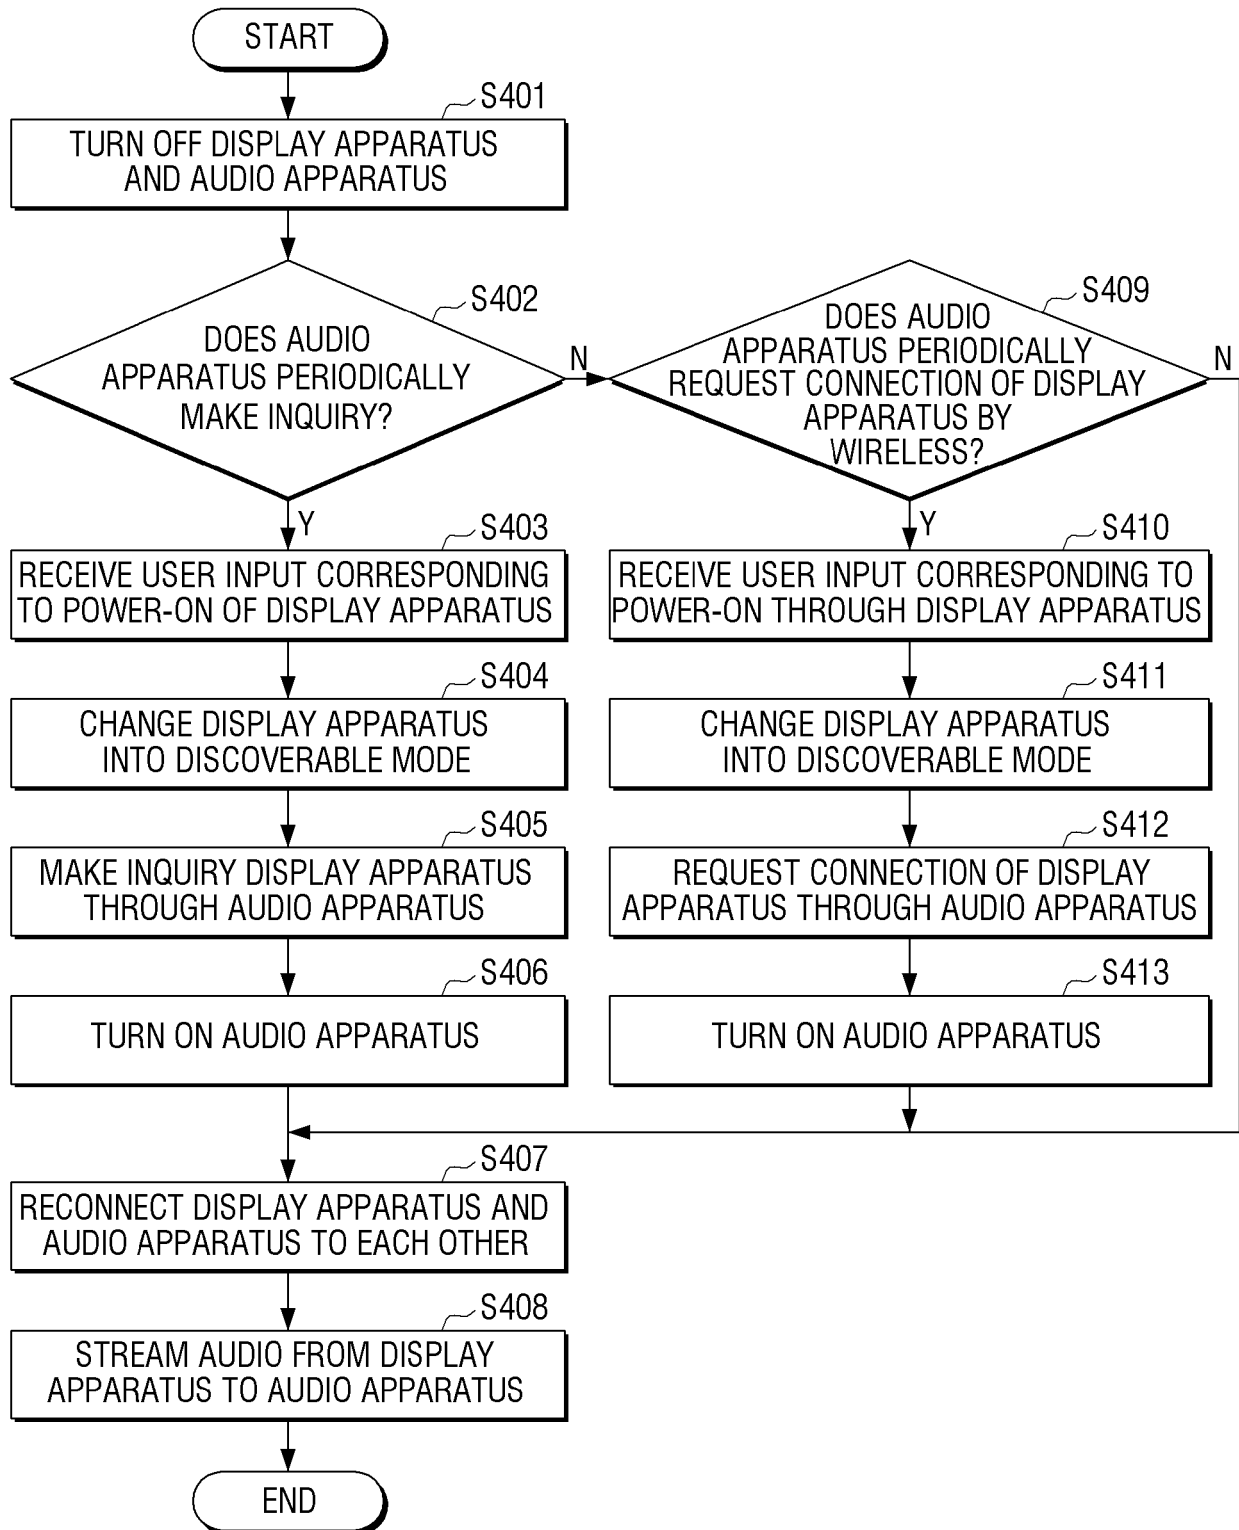 START
S401
TURN OFF DISPLAY APPARATUS
AND AUDIO APPARATUS
S402
DOES AUDIO
APPARATUS PERIODICALLY
MAKE INQUIRY?
N
Y
S403
RECEIVE USER INPUT CORRESPONDING
TO POWER-ON OF DISPLAY APPARATUS
S404
CHANGE DISPLAY APPARATUS
INTO DISCOVERABLE MODE
S405
MAKE INQUIRY DISPLAY APPARATUS
THROUGH AUDIO APPARATUS
S406
TURN ON AUDIO APPARATUS
S409
DOES AUDIO
APPARATUS PERIODICALLY
REQUEST CONNECTION OF DISPLAY
APPARATUS BY
WIRELESS?
N
Y
S410
RECEIVE USER INPUT CORRESPONDING TO
POWER-ON THROUGH DISPLAY APPARATUS
S411
CHANGE DISPLAY APPARATUS
INTO DISCOVERABLE MODE
S412
REQUEST CONNECTION OF DISPLAY
APPARATUS THROUGH AUDIO APPARATUS
S413
TURN ON AUDIO APPARATUS
S407
RECONNECT DISPLAY APPARATUS AND
AUDIO APPARATUS TO EACH OTHER
S408
STREAM AUDIO FROM DISPLAY
APPARATUS TO AUDIO APPARATUS
END